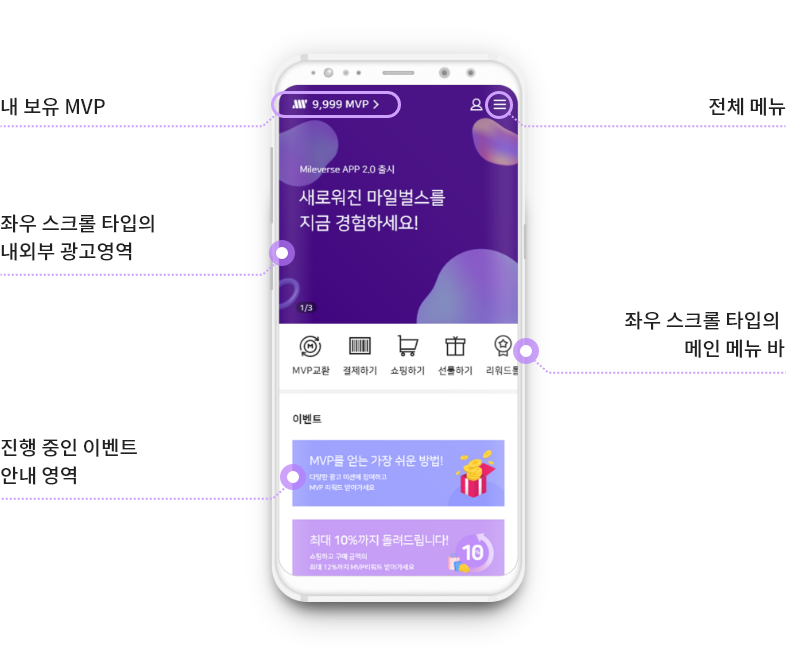 내 보유 MVP
전체 메뉴
9,999 MVP
Mileverse APP 2.0 출시
새로워진 마일벌스를
지금 경험하세요!
좌우 스크롤 타입의
내외부 광고영역
1/3
좌우 스크롤 타입의
메인 메뉴 바
MVP교환 결제하기 쇼핑하기 선물하기 리워드
이벤트
진행 중인 이벤트
안내 영역
MVP를 얻는 가장 쉬운 방법!
다양한 광고 미션에 참여하고
MVP 리워드 받아가세요
최대 10%까지 돌려드립니다!
쇼핑하고 구매 금액의
최대 12%까지 MVP리워드 받아가세요
10